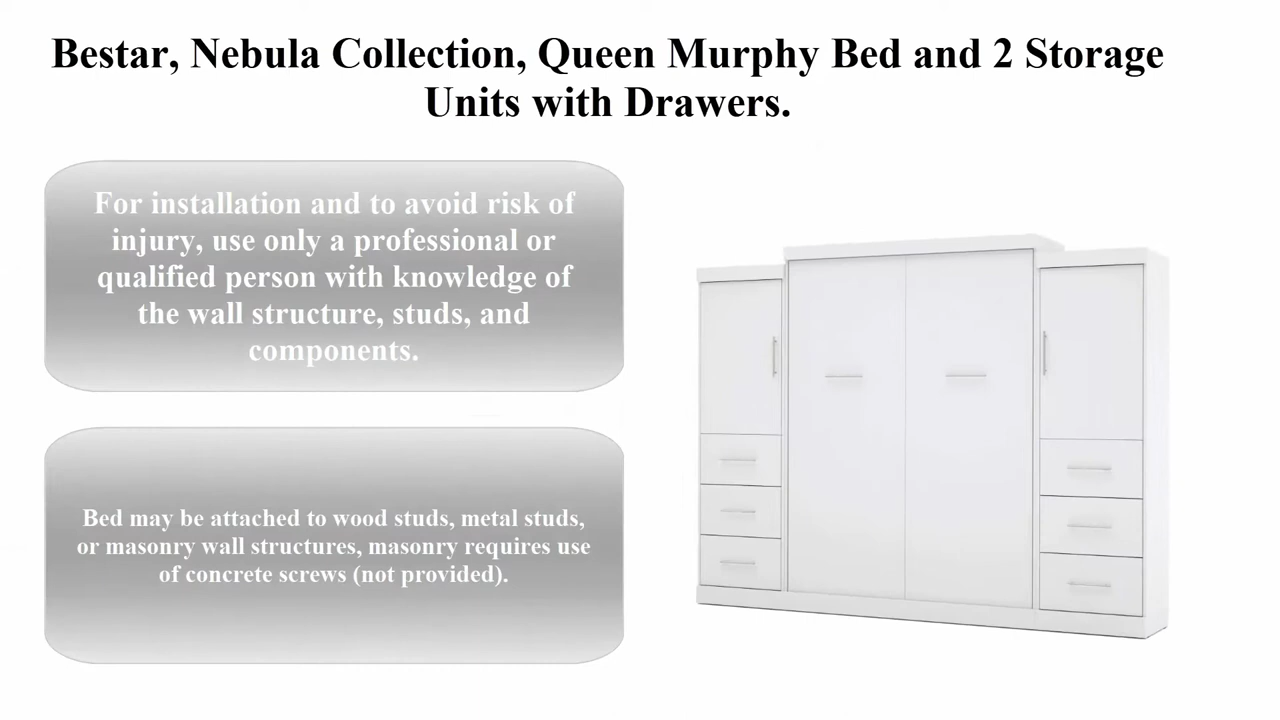 Bestar, Nebula Collection, Queen Murphy Bed and 2 Storage
Units with Drawers.
For installation and to avoid risk of
injury, use only a professional or
qualified person with knowledge of
the wall structure, studs, and
components.
Bed may be attached to wood studs, metal studs,
or masonry wall structures, masonry requires use
of concrete screws (not provided).